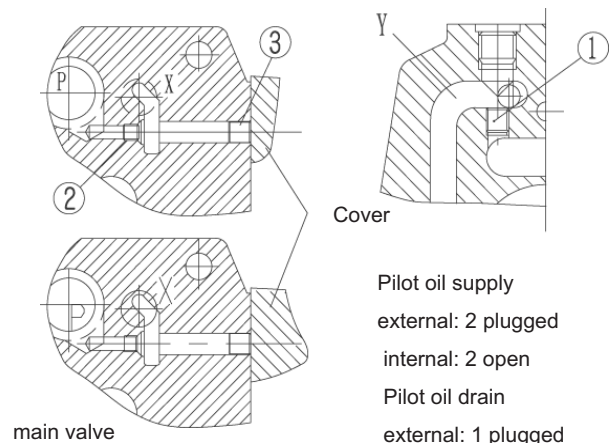 P
X
③
②
Y
①
Cover
X
P
main valve
Pilot oil supply
external: 2 plugged
internal: 2 open
Pilot oil drain
external: 1 plugged